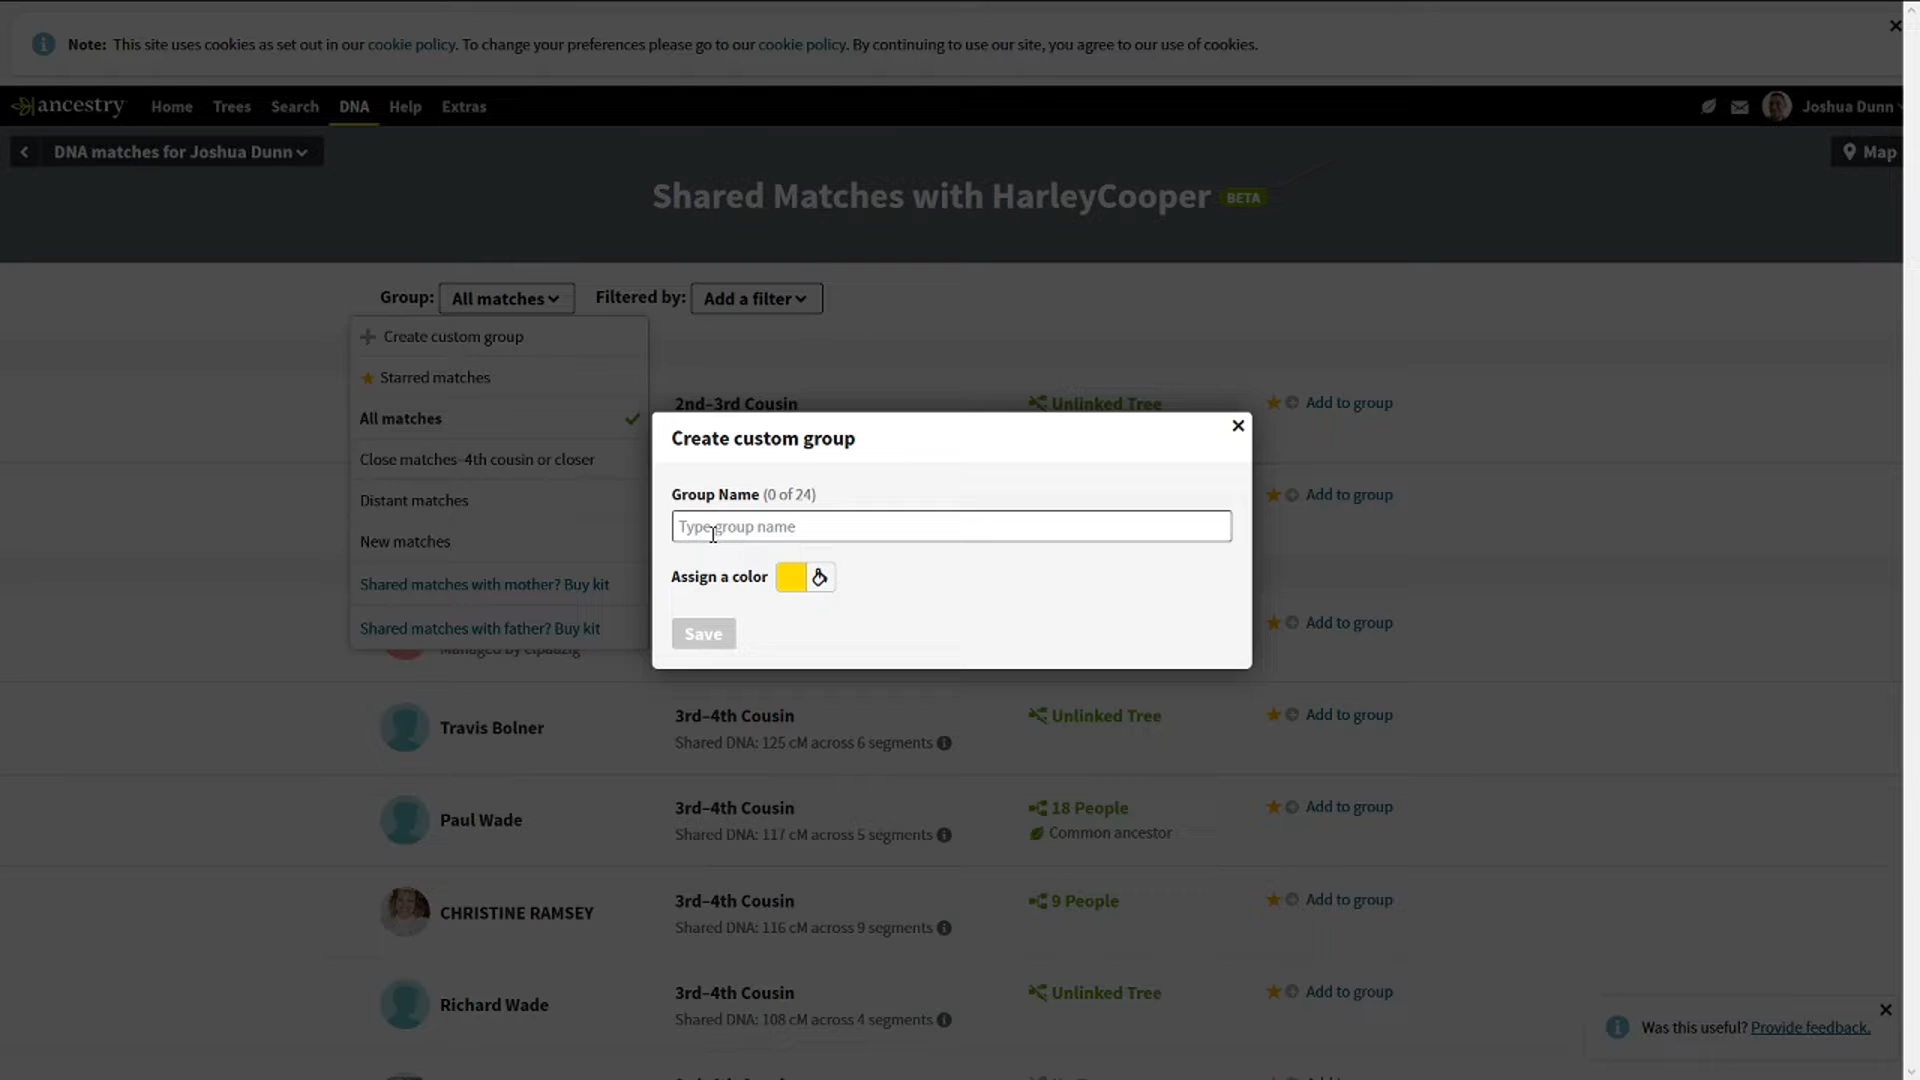 Note: This site uses cookies as set out in our cookie policy. To change your preferences please go to our cookie policy. By continuing to use our site, you agree to our use of cookies.
ancestry Home Trees Search DNA Help Extras Joshua Dunn
DNA matches for Joshua Dunn Map
Shared Matches with HarleyCooper BETA
Group: All matches Filtered by: Add a filter
Create custom group
Starred matches
All matches
Close matches–4th cousin or closer
Distant matches
New matches
Shared matches with mother? Buy kit
Shared matches with father? Buy kit
Managed by
2nd–3rd Cousin Unlinked Tree Add to group
Create custom group
Group Name (0 of 24)
Type group name
Assign a color
Save
Add to group
Add to group
Travis Bolner 3rd–4th Cousin Unlinked Tree Add to group
Shared DNA: 125 cM across 6 segments
Paul Wade 3rd–4th Cousin 18 People Add to group
Shared DNA: 117 cM across 5 segments Common ancestor
CHRISTINE RAMSEY 3rd–4th Cousin 9 People Add to group
Shared DNA: 116 cM across 9 segments
Richard Wade 3rd–4th Cousin Unlinked Tree Add to group
Shared DNA: 108 cM across 4 segments
Was this useful? Provide feedback.